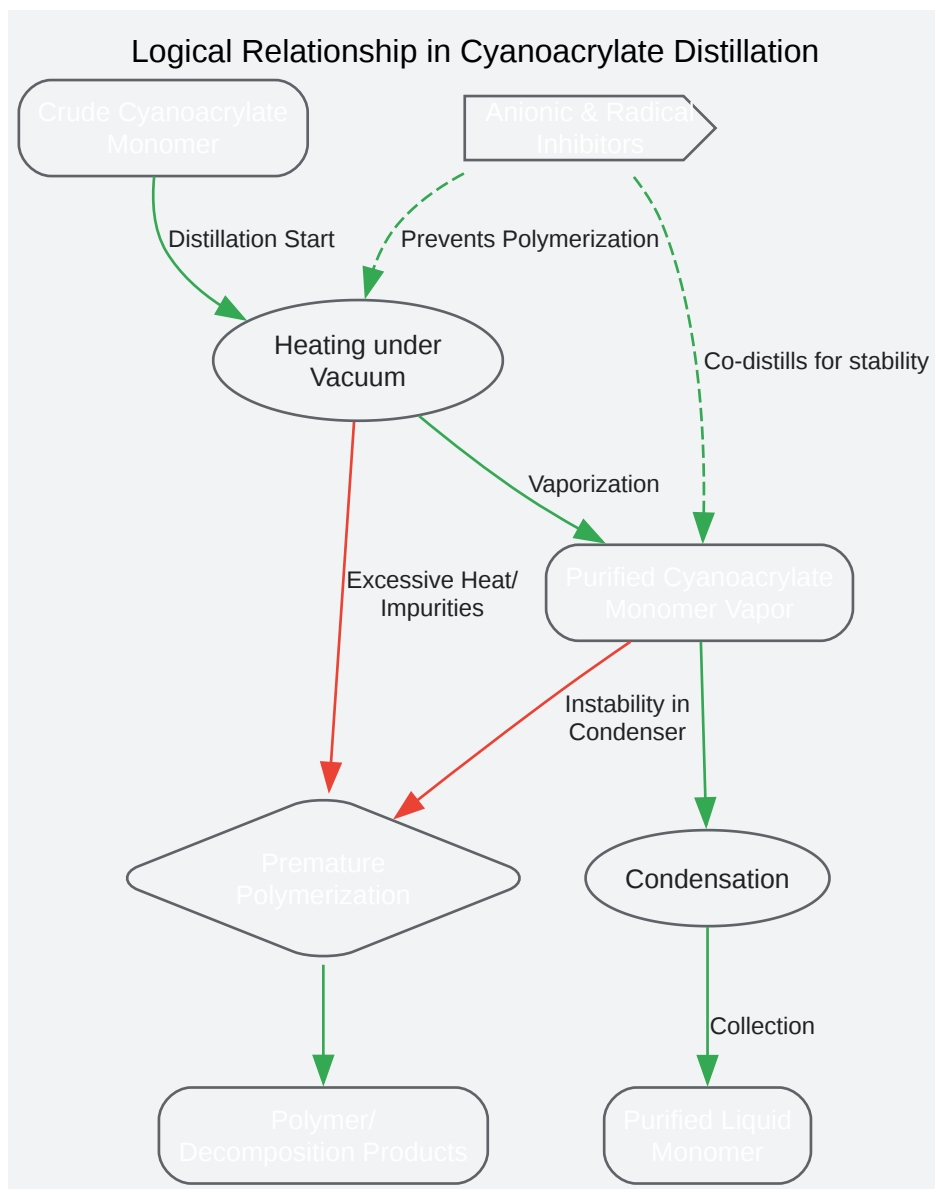 Logical Relationship in Cyanoacrylate Distillation
Crude Cyanoacrylate
Monomer
Anionic & Radical
Inhibitors
Distillation Start
Prevents Polymerization
Heating under
Vacuum
Co-distills for stability
Vaporization
Excessive Heat/
Impurities
Purified Cyanoacrylate
Monomer Vapor
Instability in
Condenser
Premature
Polymerization
Condensation
Collection
Polymer/
Decomposition Products
Purified Liquid
Monomer